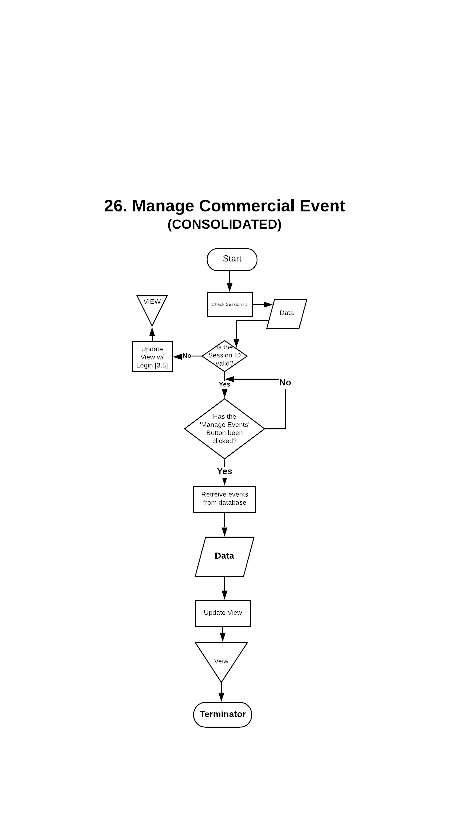 26. Manage Commercial Event
(CONSOLIDATED)
Start
Check Session ID
Data
VIEW
Is the
Session ID
valid?
No
Update
View w/
Login [3.5]
Yes
No
Has the
'Manage Events'
Button been
clicked?
Yes
Retreive events
from database
Data
Update View
View
Terminator